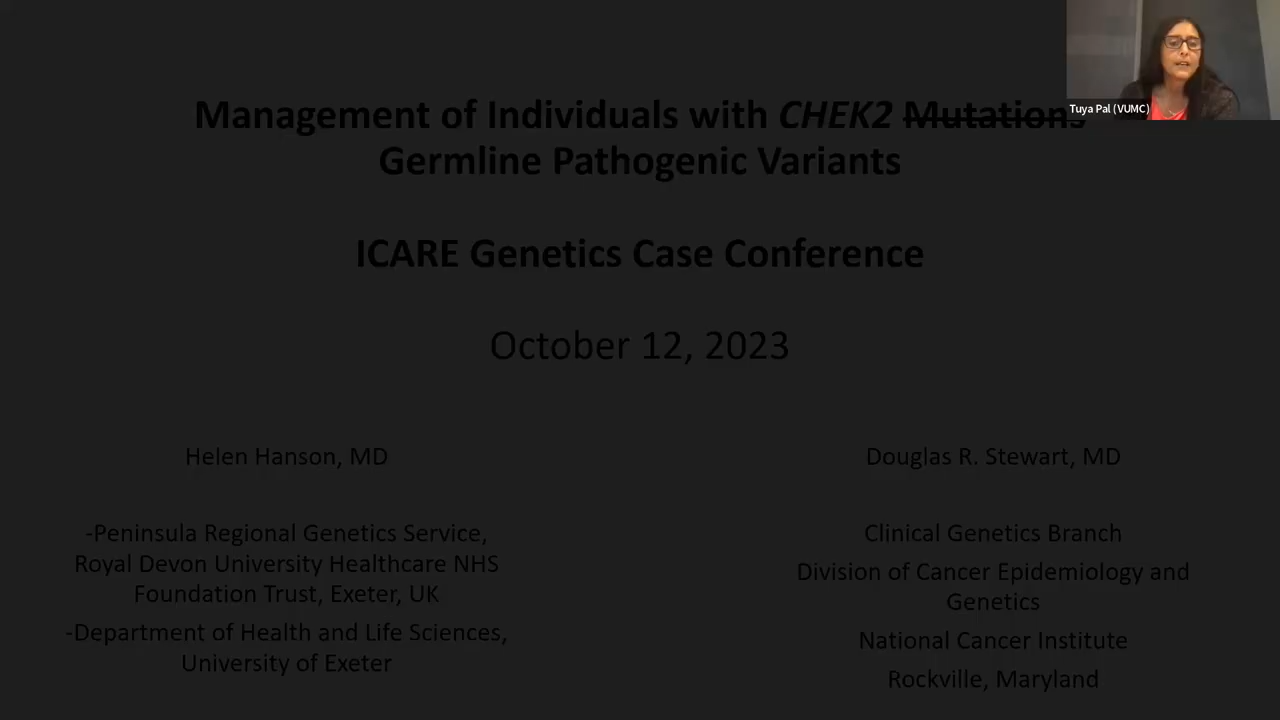 Tuya Pal (VUMC)
Management of Individuals with CHEK2 Mutations
Germline Pathogenic Variants
ICARE Genetics Case Conference
October 12, 2023
Helen Hanson, MD
-Peninsula Regional Genetics Service,
Royal Devon University Healthcare NHS
Foundation Trust, Exeter, UK
-Department of Health and Life Sciences,
University of Exeter
Douglas R. Stewart, MD
Clinical Genetics Branch
Division of Cancer Epidemiology and
Genetics
National Cancer Institute
Rockville, Maryland